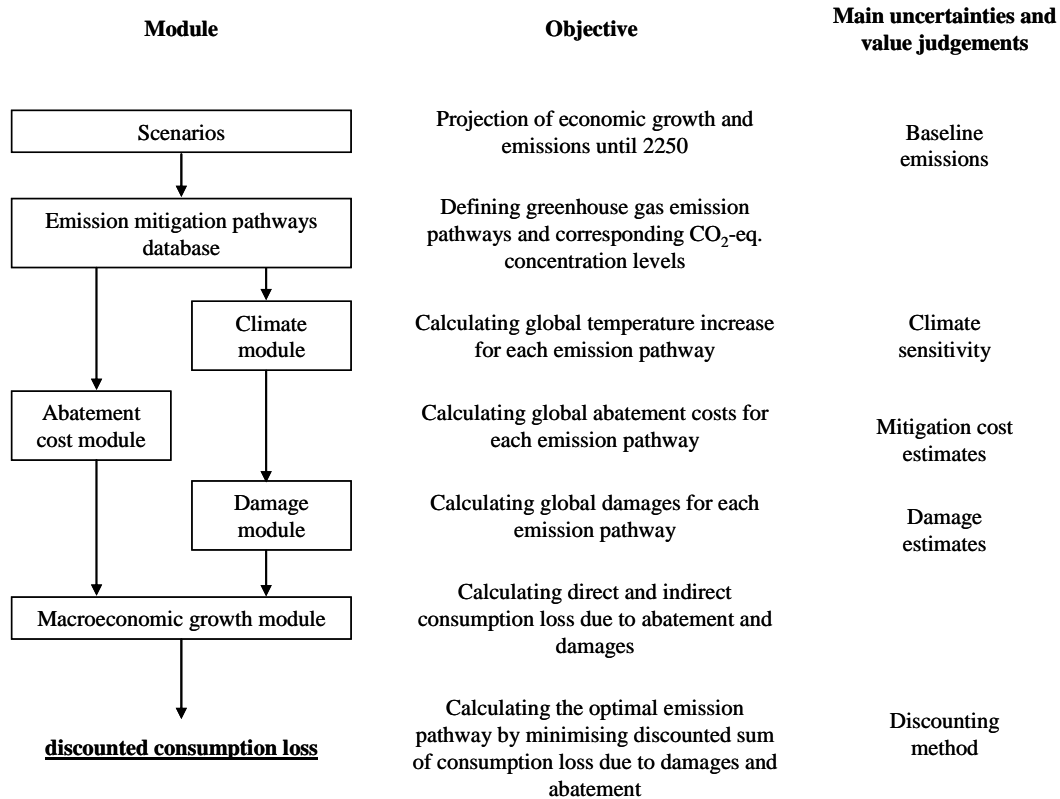 Module
Objective
Main uncertainties and
value judgements
Scenarios
Projection of economic growth and
emissions until 2250
Baseline
emissions
Emission mitigation pathways
database
Defining greenhouse gas emission
pathways and corresponding CO₂-eq.
concentration levels
Climate
module
Calculating global temperature increase
for each emission pathway
Climate
sensitivity
Abatement
cost module
Calculating global abatement costs for
each emission pathway
Mitigation cost
estimates
Damage
module
Calculating global damages for each
emission pathway
Damage
estimates
Macroeconomic growth module
Calculating direct and indirect
consumption loss due to abatement and
damages
discounted consumption loss
Calculating the optimal emission
pathway by minimising discounted sum
of consumption loss due to damages and
abatement
Discounting
method